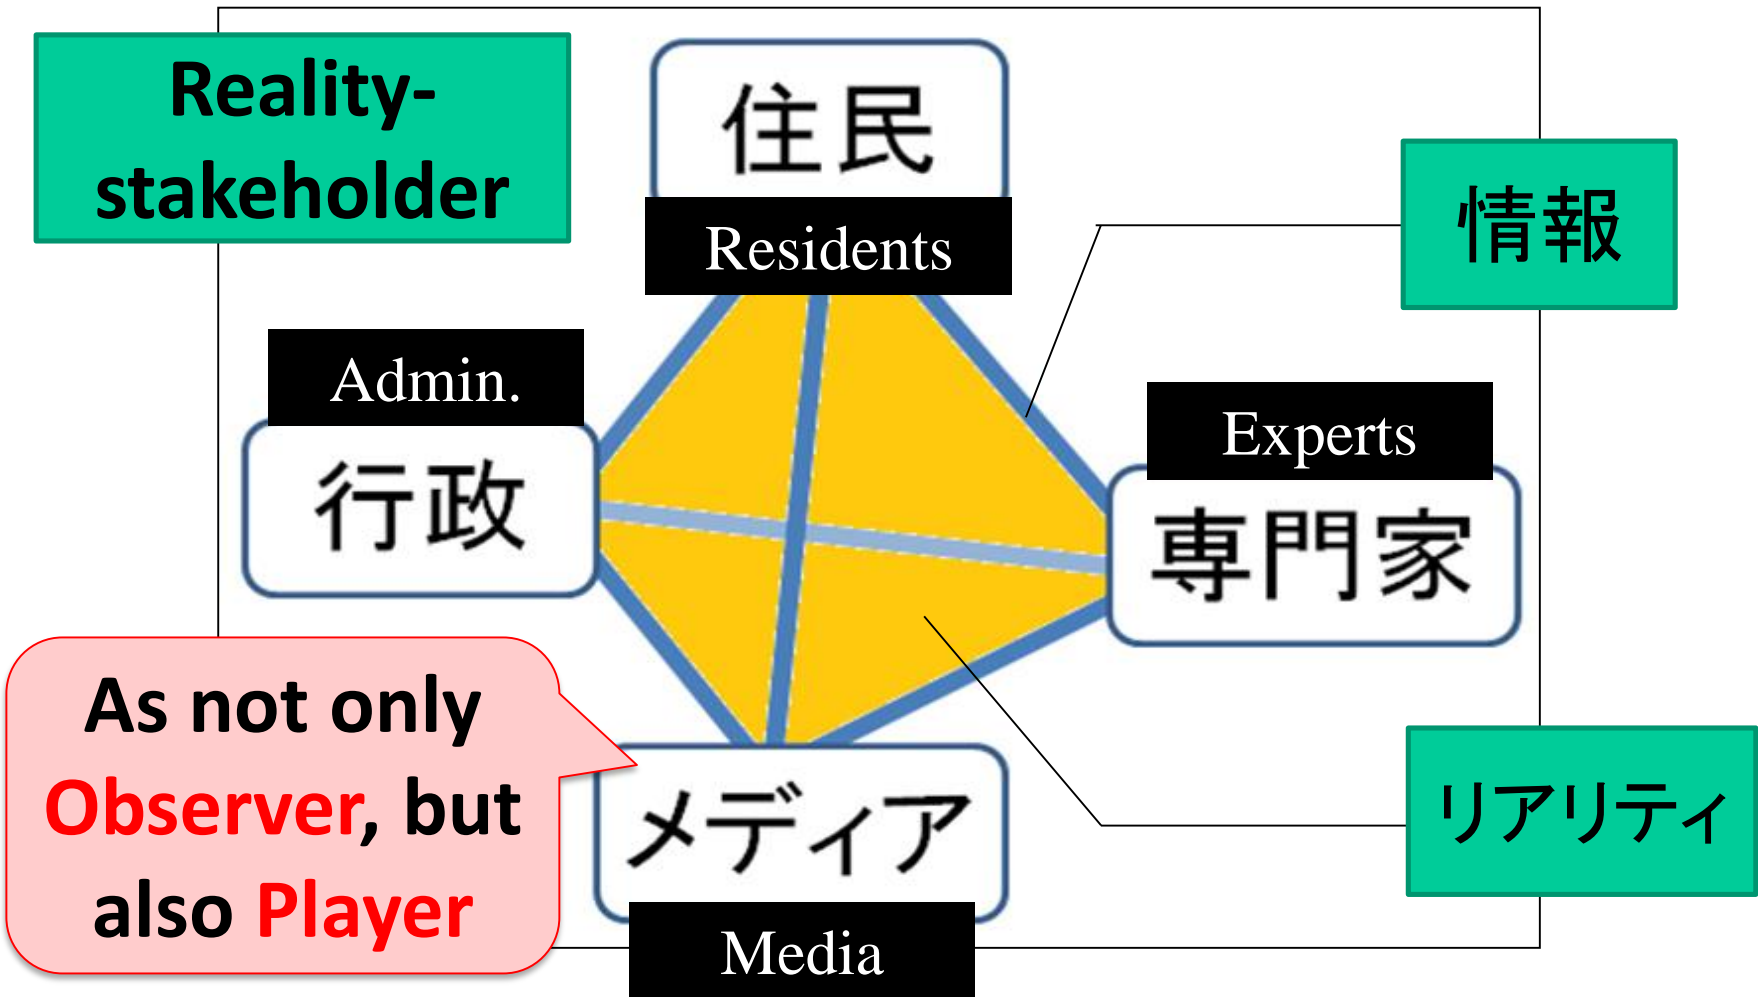 Reality-
stakeholder
住民
Residents
情報
Admin.
行政
Experts
専門家
As not only
Observer, but
also Player
メディア
Media
リアリティ